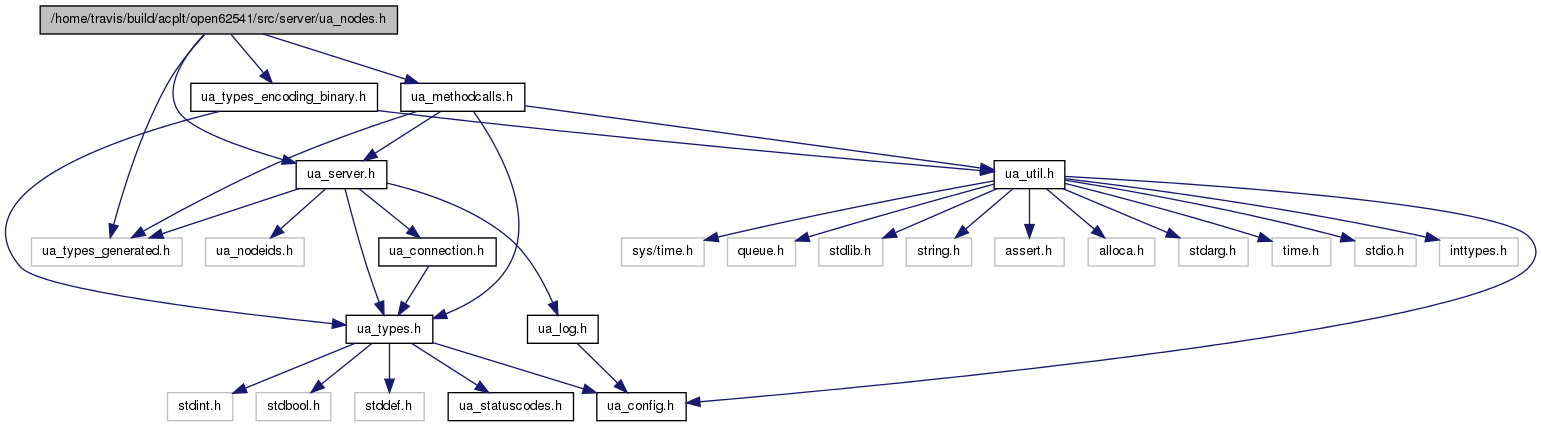 /home/travis/build/acplt/open62541/src/server/ua_nodes.h
ua_types_encoding_binary.h
ua_methodcalls.h
ua_server.h
ua_util.h
ua_types_generated.h
ua_nodeids.h
ua_connection.h
sys/time.h
queue.h
stdlib.h
string.h
assert.h
alloca.h
stdarg.h
time.h
stdio.h
inttypes.h
ua_types.h
ua_log.h
stdint.h
stdbool.h
stddef.h
ua_statuscodes.h
ua_config.h